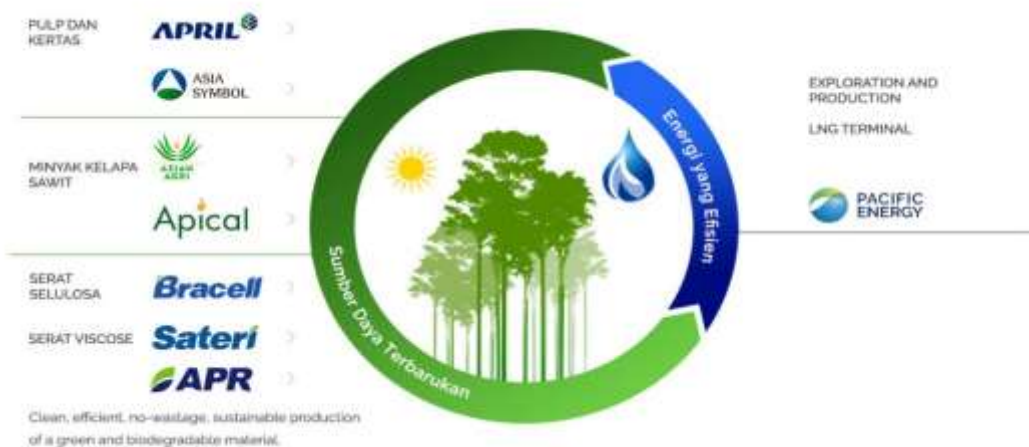 PULP DAN
KERTAS
APRIL
ASIA
SYMBOL
MINYAK KELAPA
SAWIT
ASIAN
AGRI
Apical
SERAT
SELULOSA
Bracell
SERAT VISCOSE
Sateri
APR
Clean, efficient, no-wastage, sustainable production
of a green and biodegradable material.
Sumber Daya Terbarukan
Energi yang Efisien
EXPLORATION AND
PRODUCTION
LNG TERMINAL
PACIFIC
ENERGY